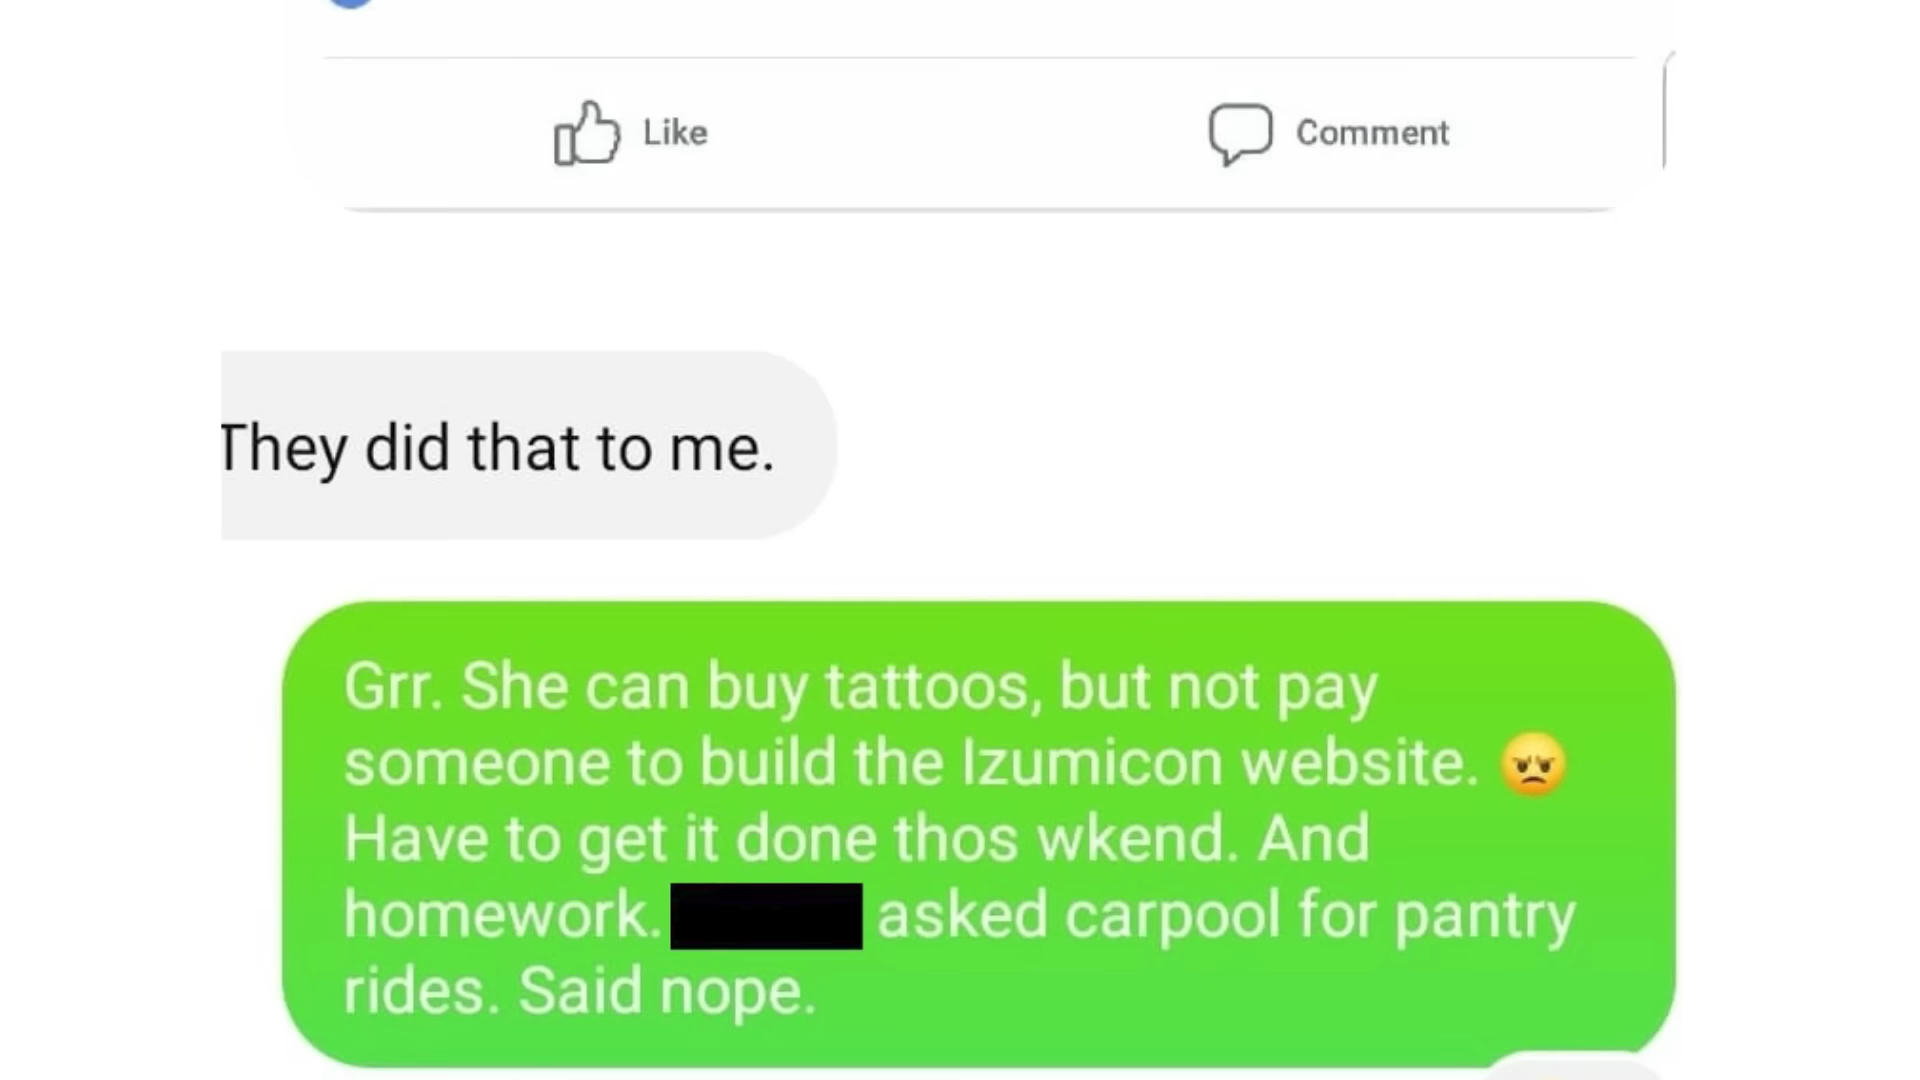 Like
Comment
They did that to me.
Grr. She can buy tattoos, but not pay
someone to build the Izumicon website. 😠
Have to get it done thos wkend. And
homework. asked carpool for pantry
rides. Said nope.